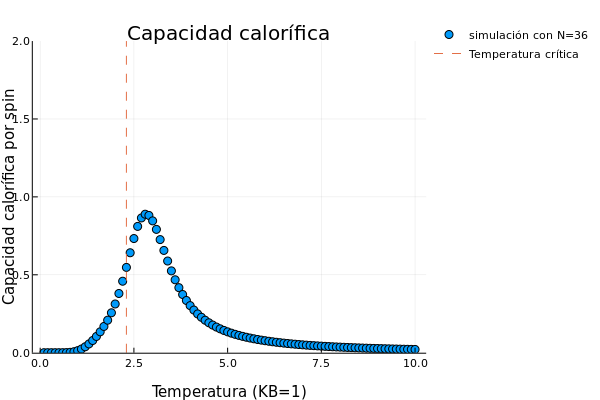 Capacidad calorífica
simulación con N=36
Temperatura crítica
Capacidad calorífica por spin
2.0
1.5
1.0
0.5
0.0
0.0 2.5 5.0 7.5 10.0
Temperatura (KB=1)